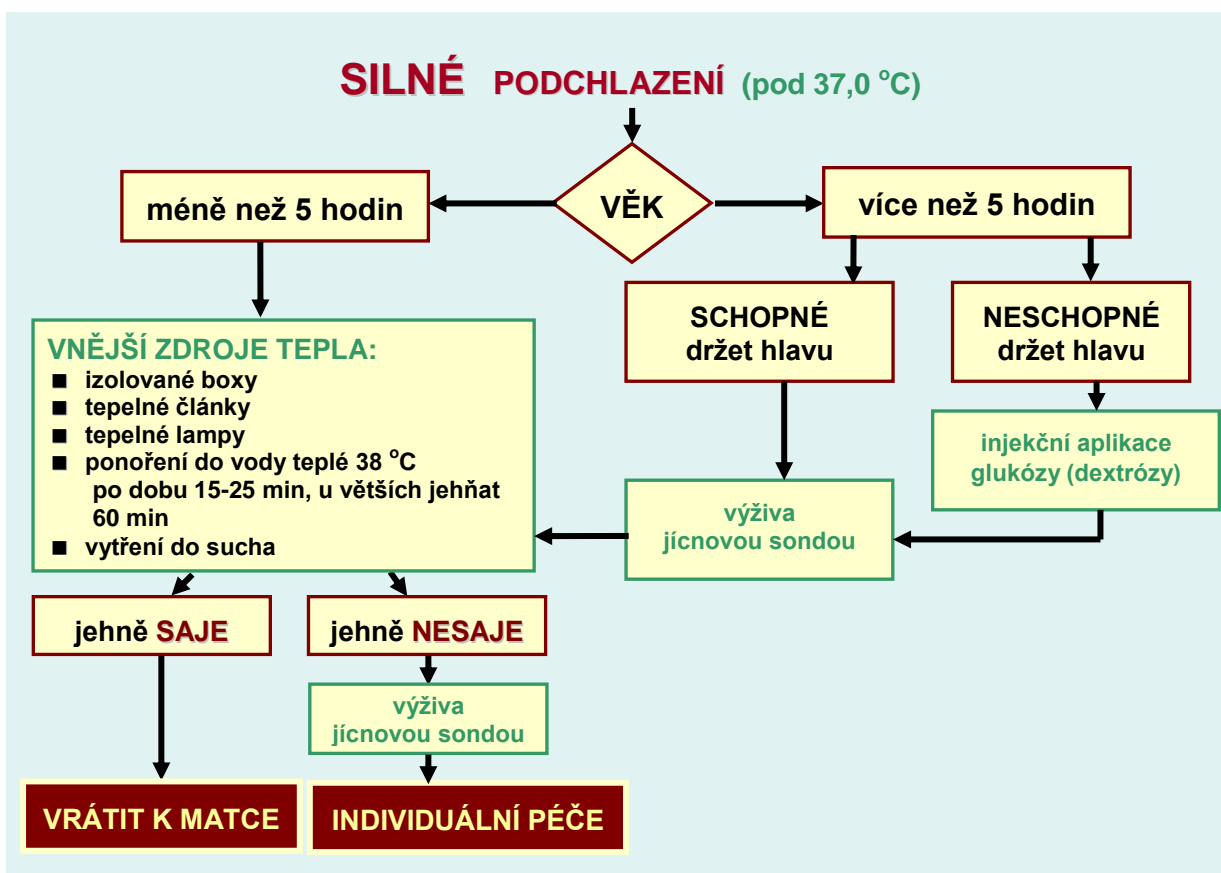 SILNÉ PODCHLAZENÍ (pod 37,0 °C)
VĚK
méně než 5 hodin
více než 5 hodin
SCHOPNÉ
držet hlavu
NESCHOPNÉ
držet hlavu
VNĚJŠÍ ZDROJE TEPLA:
■ izolované boxy
■ tepelné články
■ tepelné lampy
■ ponoření do vody teplé 38 °C
po dobu 15-25 min, u větších jehňat
60 min
■ vytření do sucha
injekční aplikace
glukózy (dextrózy)
výživa
jícnovou sondou
jehně SAJE
jehně NESAJE
výživa
jícnovou sondou
VRÁTIT K MATCE
INDIVIDUÁLNÍ PÉČE